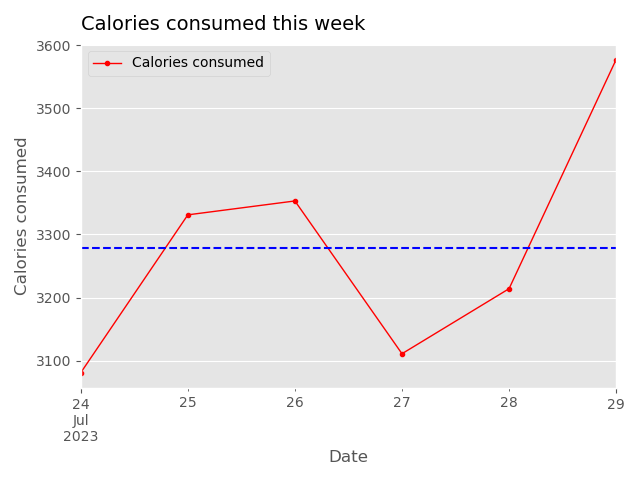 Calories consumed this week
Calories consumed
3600
3500
3400
3300
3200
3100
Calories consumed
24 25 26 27 28 29
Jul
2023
Date